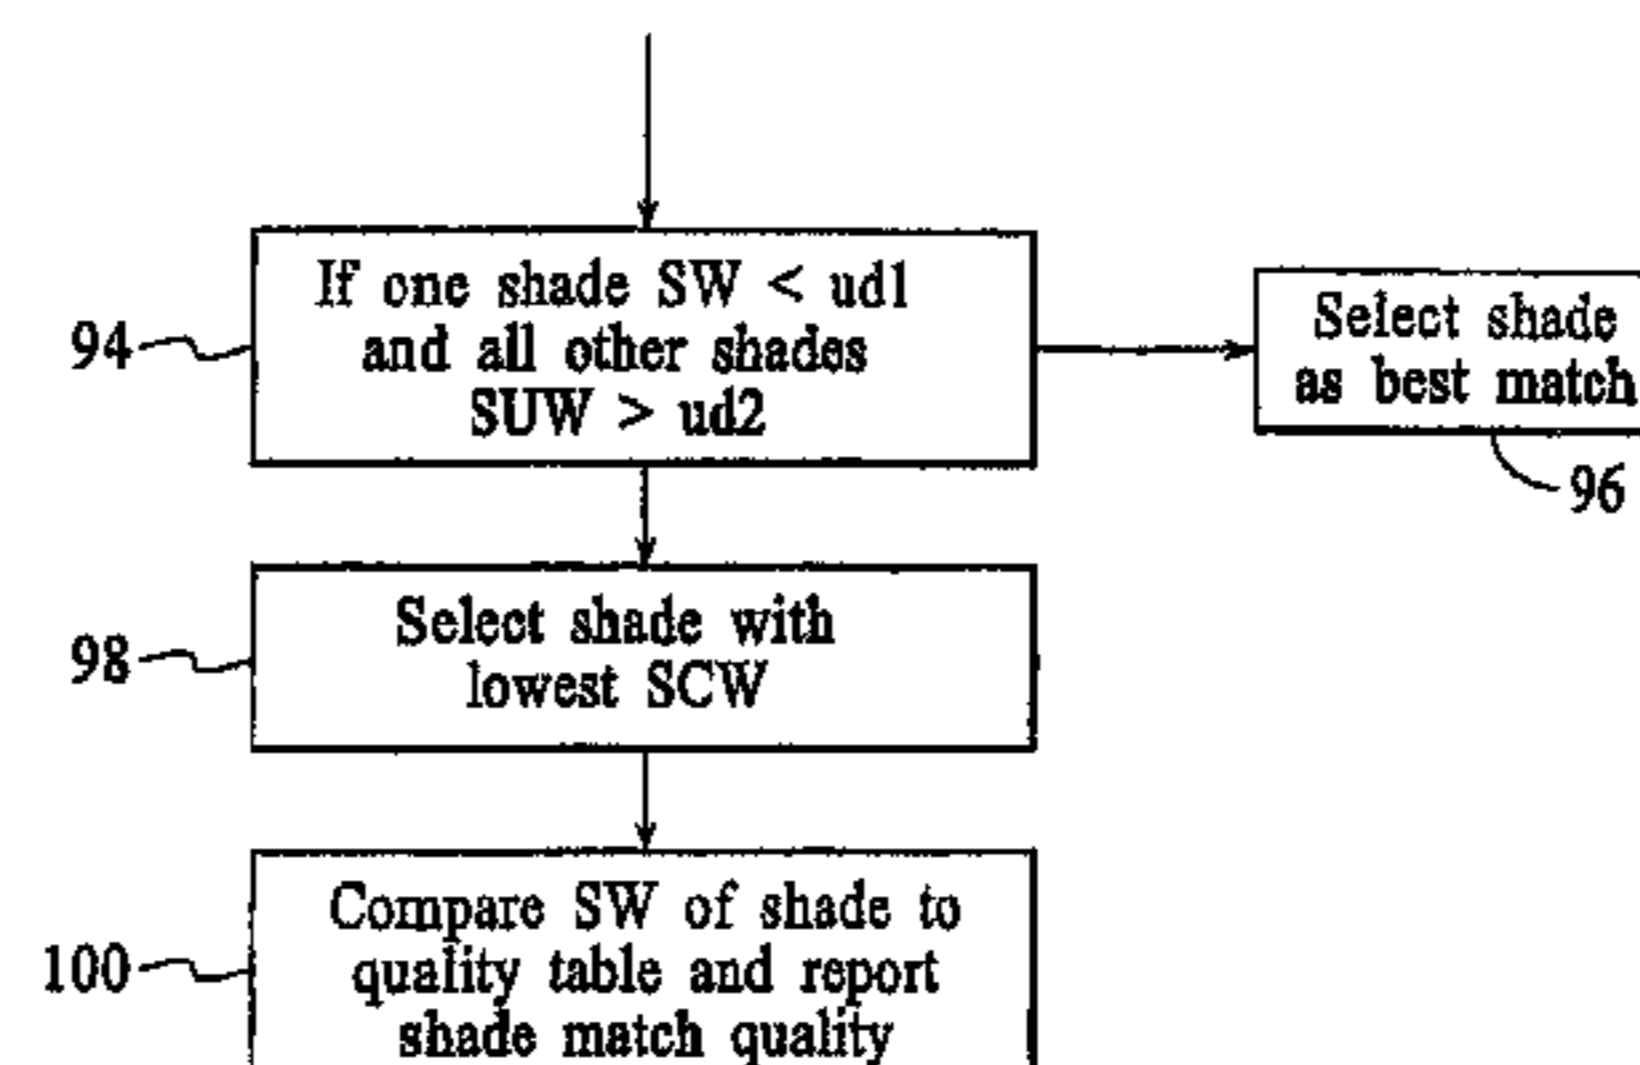 If one shade SW < ud1
and all other shades
SUW > ud2
94
Select shade
as best match
96
Select shade with
lowest SCW
98
Compare SW of shade to
quality table and report
shade match quality
100